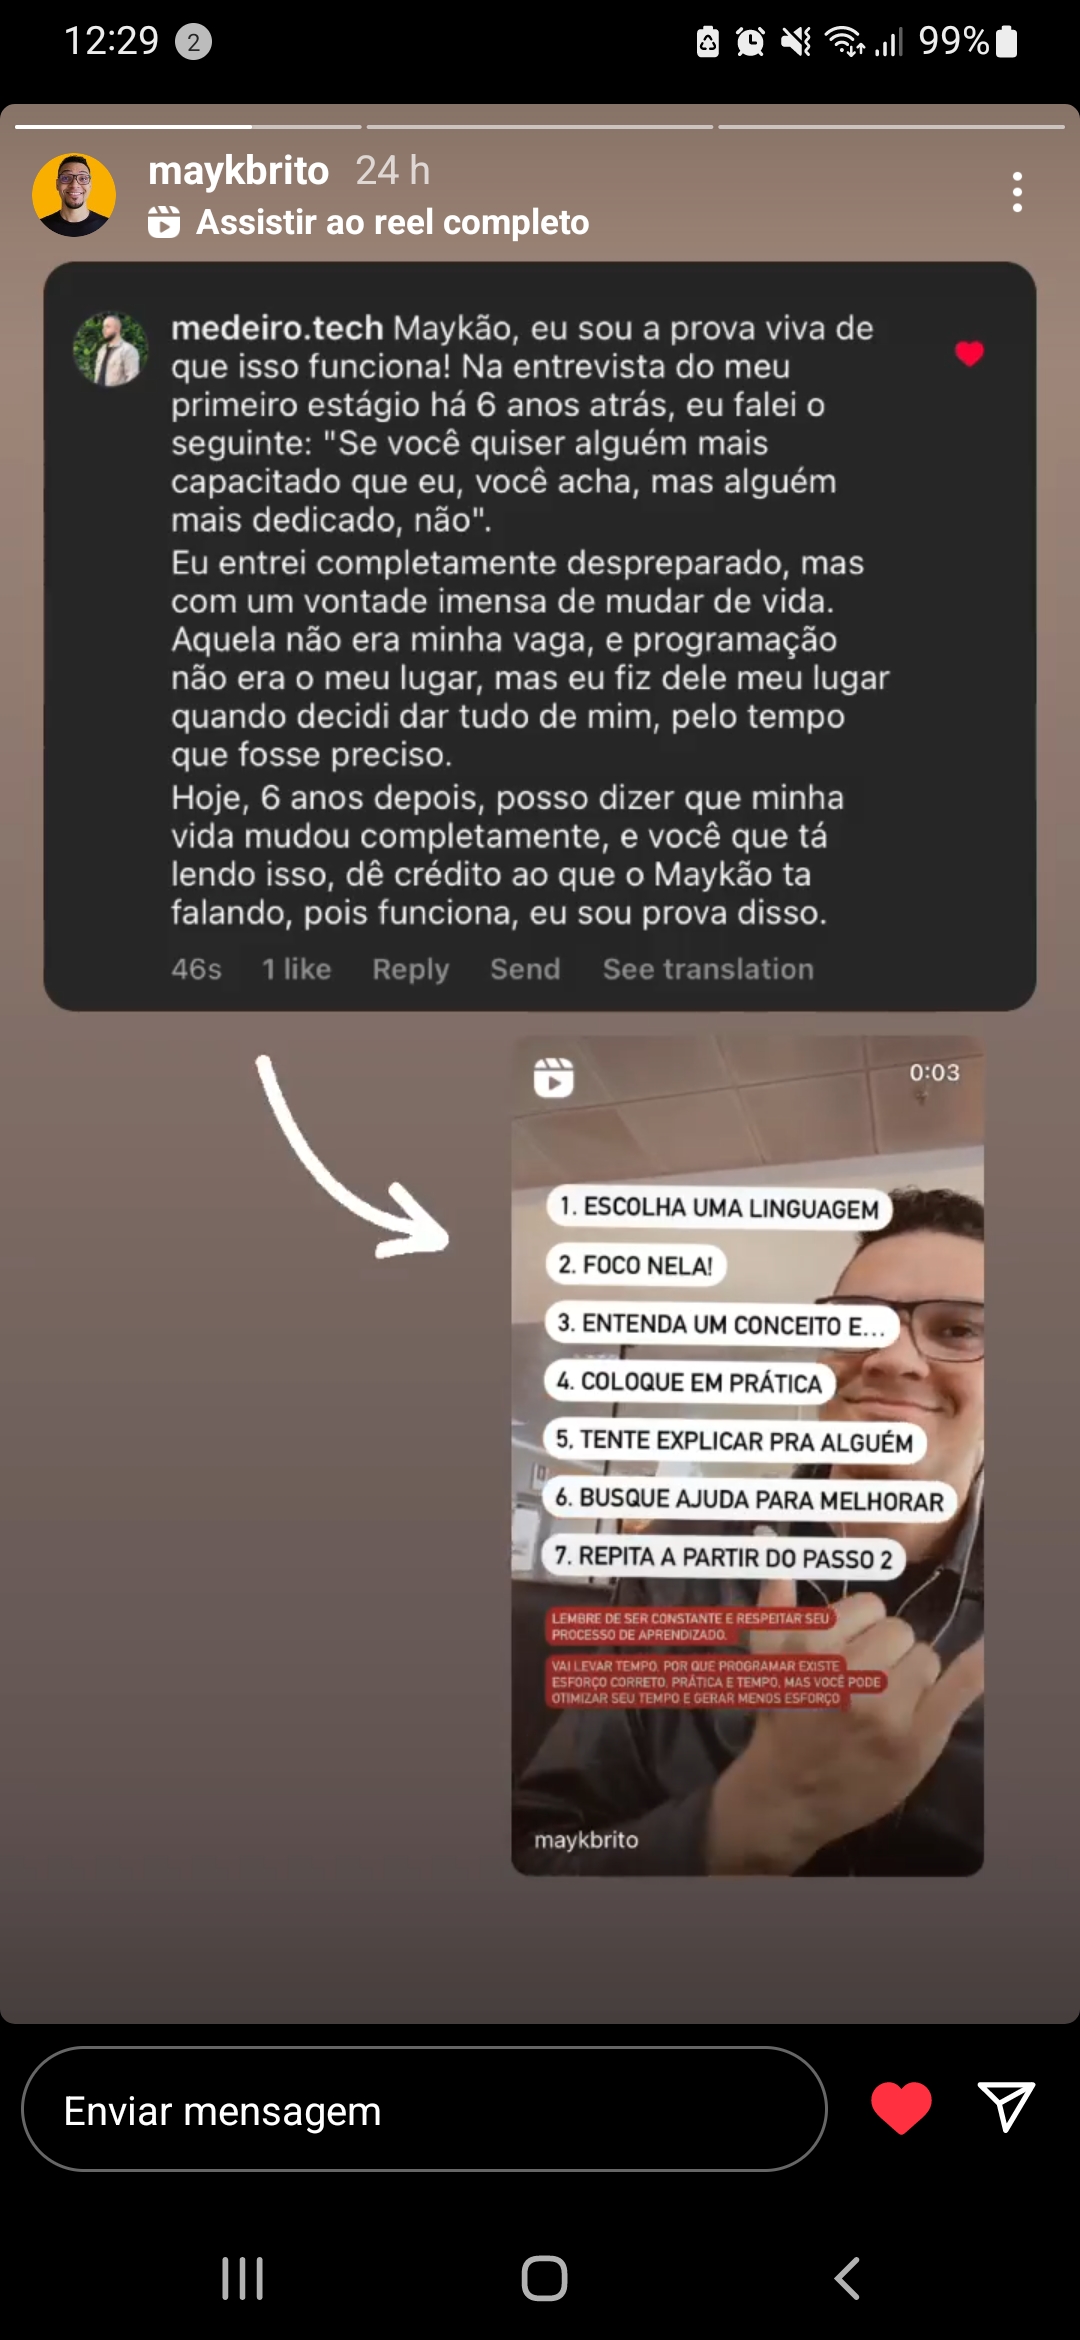 12:29 2 99%
maykbrito 24 h
Assistir ao reel completo
medeiro.tech Maykão, eu sou a prova viva de
que isso funciona! Na entrevista do meu
primeiro estágio há 6 anos atrás, eu falei o
seguinte: "Se você quiser alguém mais
capacitado que eu, você acha, mas alguém
mais dedicado, não".
Eu entrei completamente despreparado, mas
com um vontade imensa de mudar de vida.
Aquela não era minha vaga, e programação
não era o meu lugar, mas eu fiz dele meu lugar
quando decidi dar tudo de mim, pelo tempo
que fosse preciso.
Hoje, 6 anos depois, posso dizer que minha
vida mudou completamente, e você que tá
lendo isso, dê crédito ao que o Maykão ta
falando, pois funciona, eu sou prova disso.
46s 1 like Reply Send See translation
0:03
1. ESCOLHA UMA LINGUAGEM
2. FOCO NELA!
3. ENTENDA UM CONCEITO E...
4. COLOQUE EM PRÁTICA
5. TENTE EXPLICAR PRA ALGUÉM
6. BUSQUE AJUDA PARA MELHORAR
7. REPITA A PARTIR DO PASSO 2
LEMBRE DE SER CONSTANTE E RESPEITAR SEU
PROCESSO DE APRENDIZADO.
VAI LEVAR TEMPO, POR QUE PROGRAMAR EXISTE
ESFORÇO CORRETO, PRÁTICA E TEMPO, MAS VOCÊ PODE
OTIMIZAR SEU TEMPO E GERAR MENOS ESFORÇO
maykbrito
Enviar mensagem